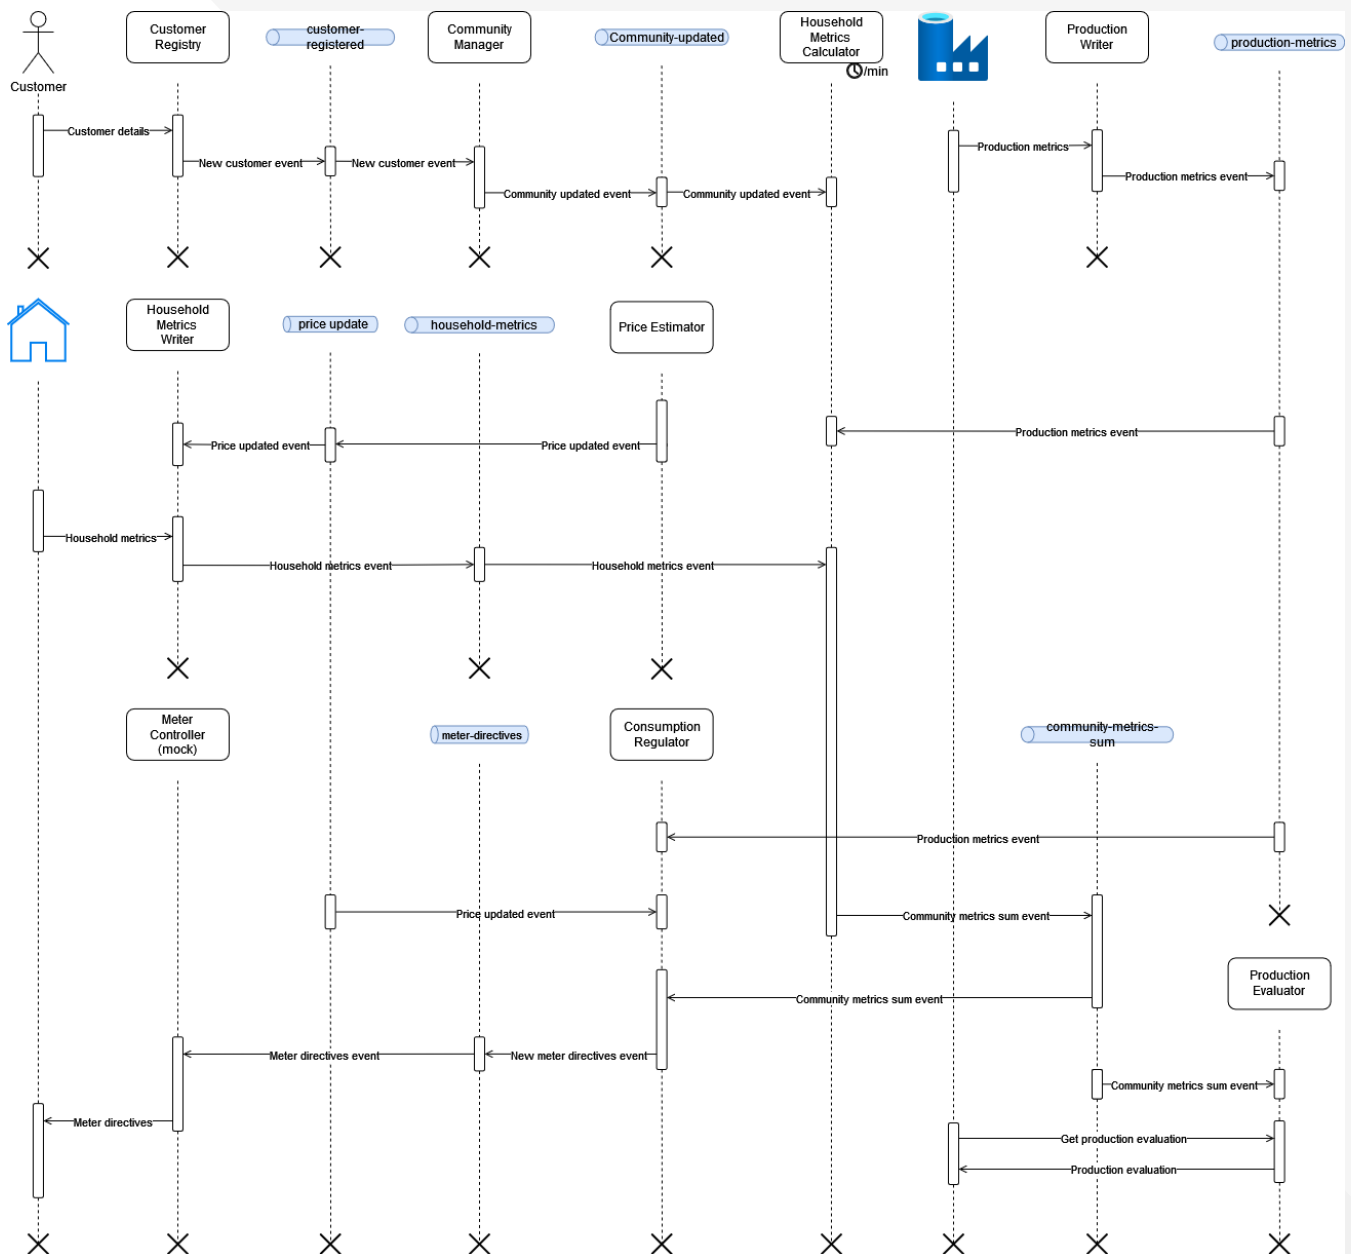 Customer
Registry
customer-
registered
Community
Manager
Community-updated
Household
Metrics
Calculator
/min
Production
Writer
production-metrics
Customer
Customer details
Production metrics
New customer event
New customer event
Production metrics event
Community updated event
Community updated event
Household
Metrics
Writer
price update
household-metrics
Price Estimator
Production metrics event
Price updated event
Price updated event
Household metrics
Household metrics event
Household metrics event
Meter
Controller
(mock)
meter-directives
Consumption
Regulator
community-metrics-
sum
Production metrics event
Price updated event
Community metrics sum event
Production
Evaluator
Community metrics sum event
Meter directives event
New meter directives event
Community metrics sum event
Meter directives
Get production evaluation
Production evaluation